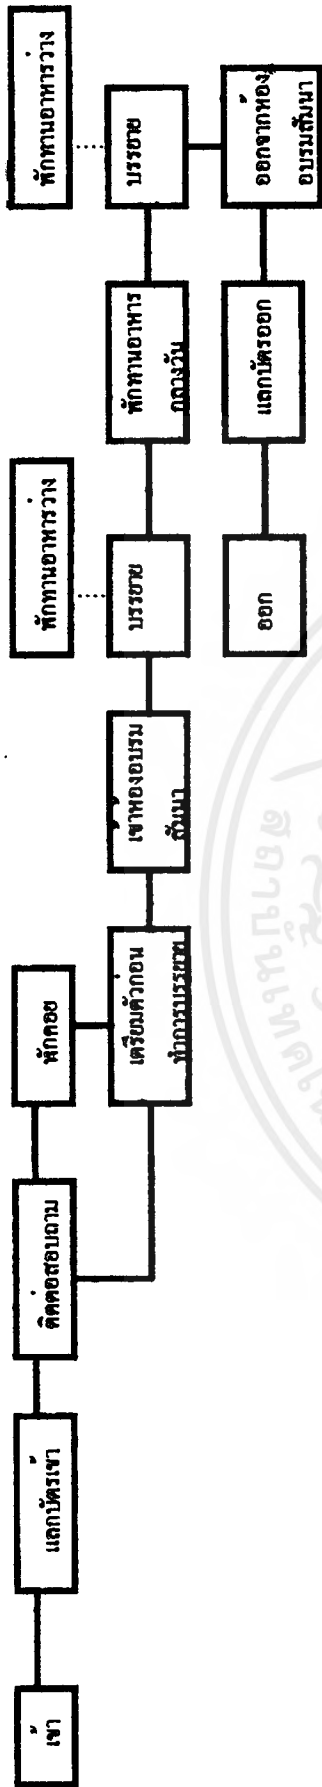 เข้า
แลกบัตรเข้า
ติดต่อสอบถาม
พักคอย
เตรียมตัวก่อน
ทำการบรรยาย
เข้าห้องอบรม
สัมมนา
พักทานอาหารว่าง
บรรยาย
พักทานอาหาร
กลางวัน
พักทานอาหารว่าง
บรรยาย
ออกจากห้อง
อบรมสัมมนา
แลกบัตรออก
ออก